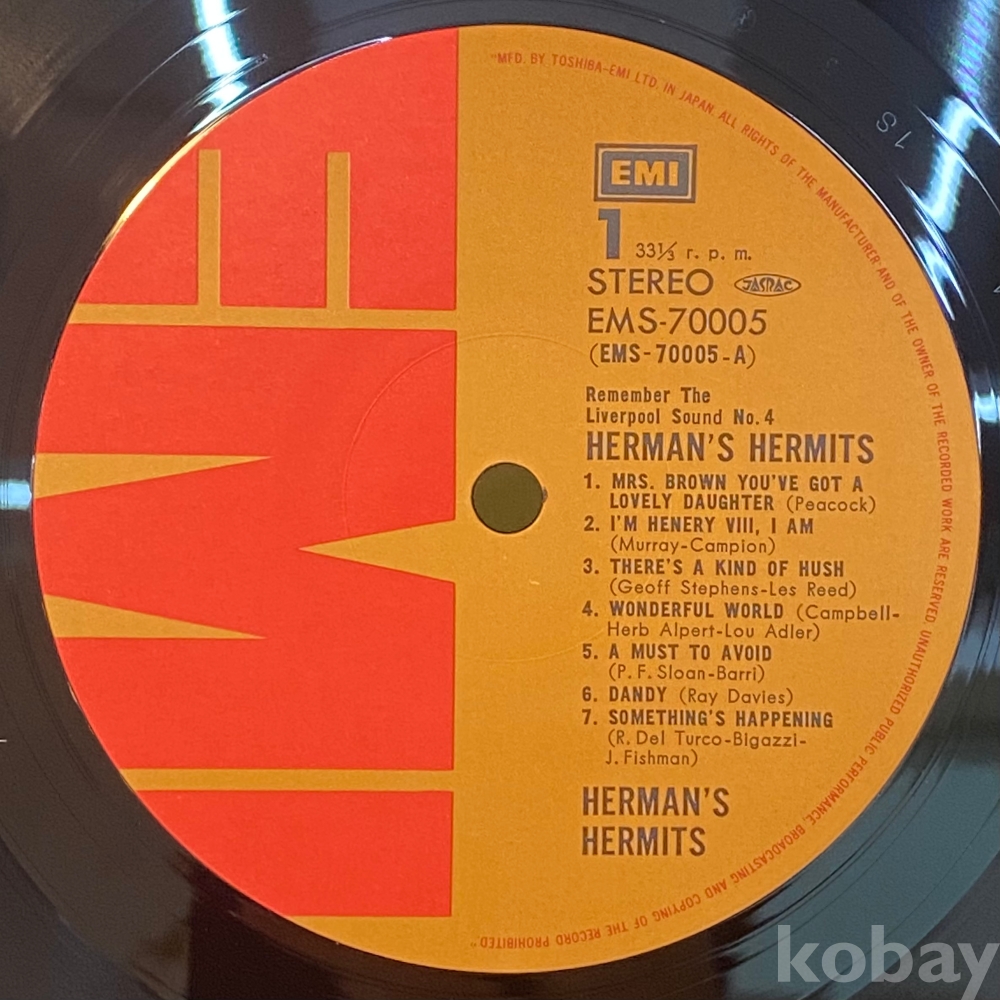 "MFD. BY TOSHIBA-EMI LTD. IN JAPAN. ALL RIGHTS OF THE MANUFACTURER AND OF THE OWNER OF THE RECORDED WORK ARE RESERVED. UNAUTHORIZED PUBLIC PERFORMANCE, BROADCASTING AND COPYING OF THE RECORD PROHIBITED"
EMI
EMI
1 33⅓ r. p. m.
STEREO JASRAC
EMS-70005
(EMS-70005-A)
Remember The
Liverpool Sound No.4
HERMAN'S HERMITS
1. MRS. BROWN YOU'VE GOT A
LOVELY DAUGHTER (Peacock)
2. I'M HENERY VIII, I AM
(Murray-Campion)
3. THERE'S A KIND OF HUSH
(Geoff Stephens-Les Reed)
4. WONDERFUL WORLD (Campbell-
Herb Alpert-Lou Adler)
5. A MUST TO AVOID
(P.F.Sloan-Barri)
6. DANDY (Ray Davies)
7. SOMETHING'S HAPPENING
(R.Del Turco-Bigazzi-
J.Fishman)
HERMAN'S
HERMITS
kobay